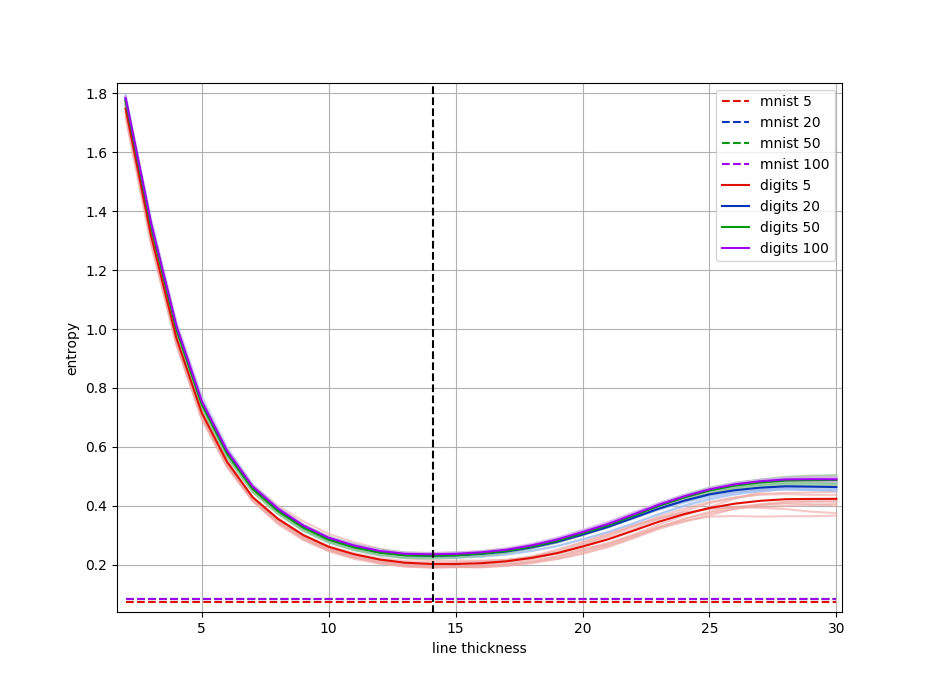 1.8
1.6
1.4
1.2
1.0
0.8
0.6
0.4
0.2
entropy
5
10
15
20
25
30
line thickness
mnist 5
mnist 20
mnist 50
mnist 100
digits 5
digits 20
digits 50
digits 100